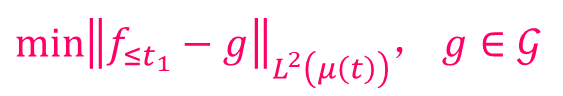 min‖f≤t₁ − g‖L²(μ(t)),   g ∈ 𝒢